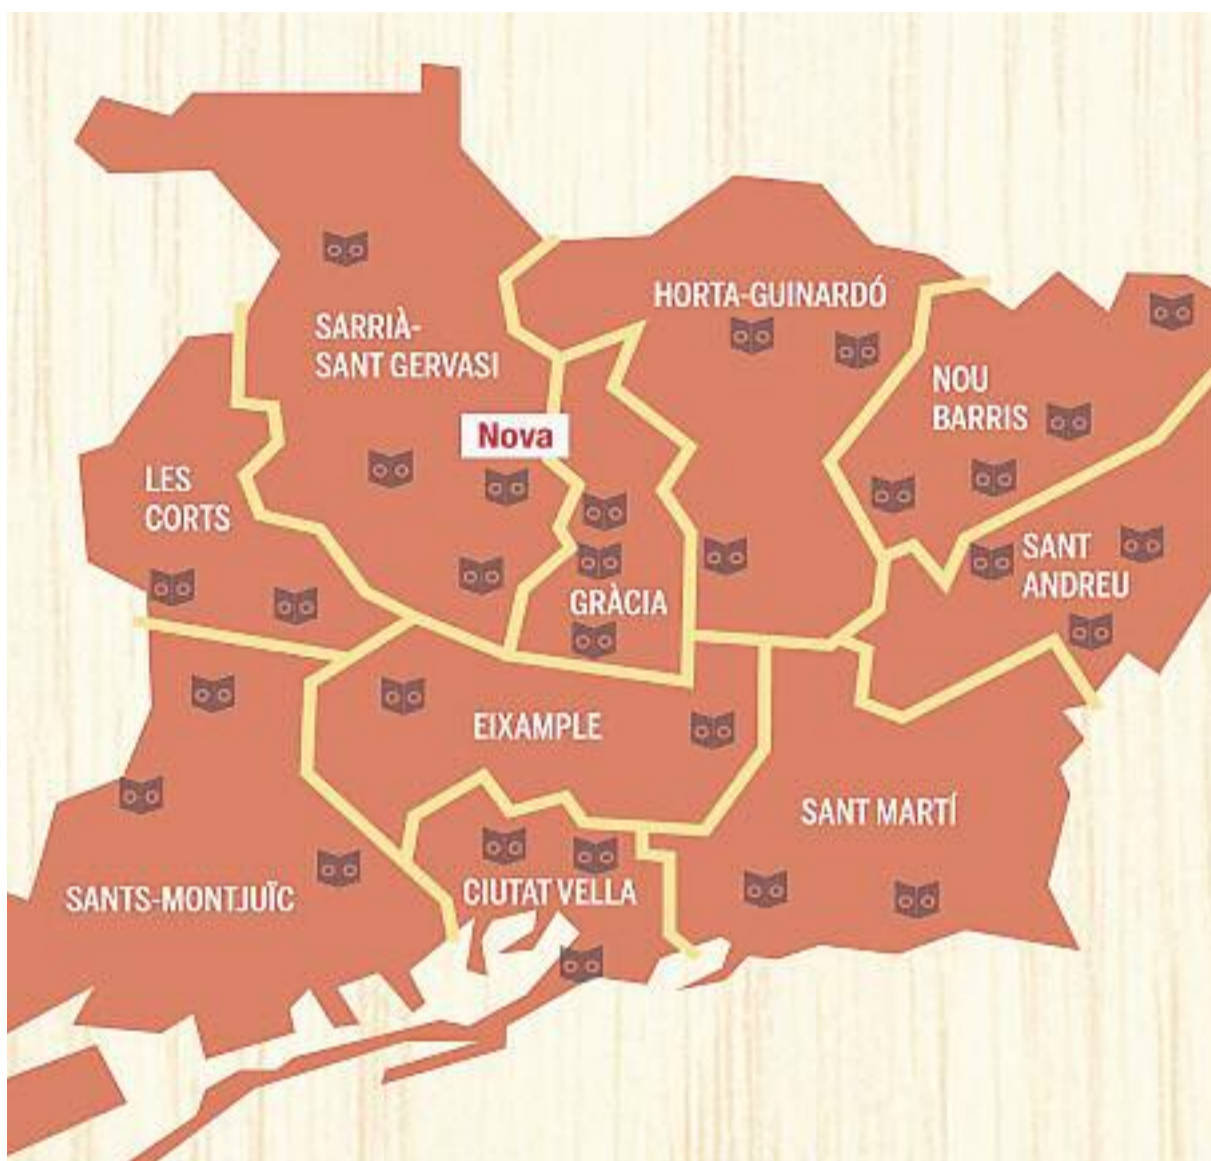 HORTA-GUINARDÓ
SARRIÀ-
SANT GERVASI
NOU
BARRIS
Nova
LES
CORTS
SANT
ANDREU
GRÀCIA
EIXAMPLE
SANT MARTÍ
SANTS-MONTJUÏC
CIUTAT VELLA